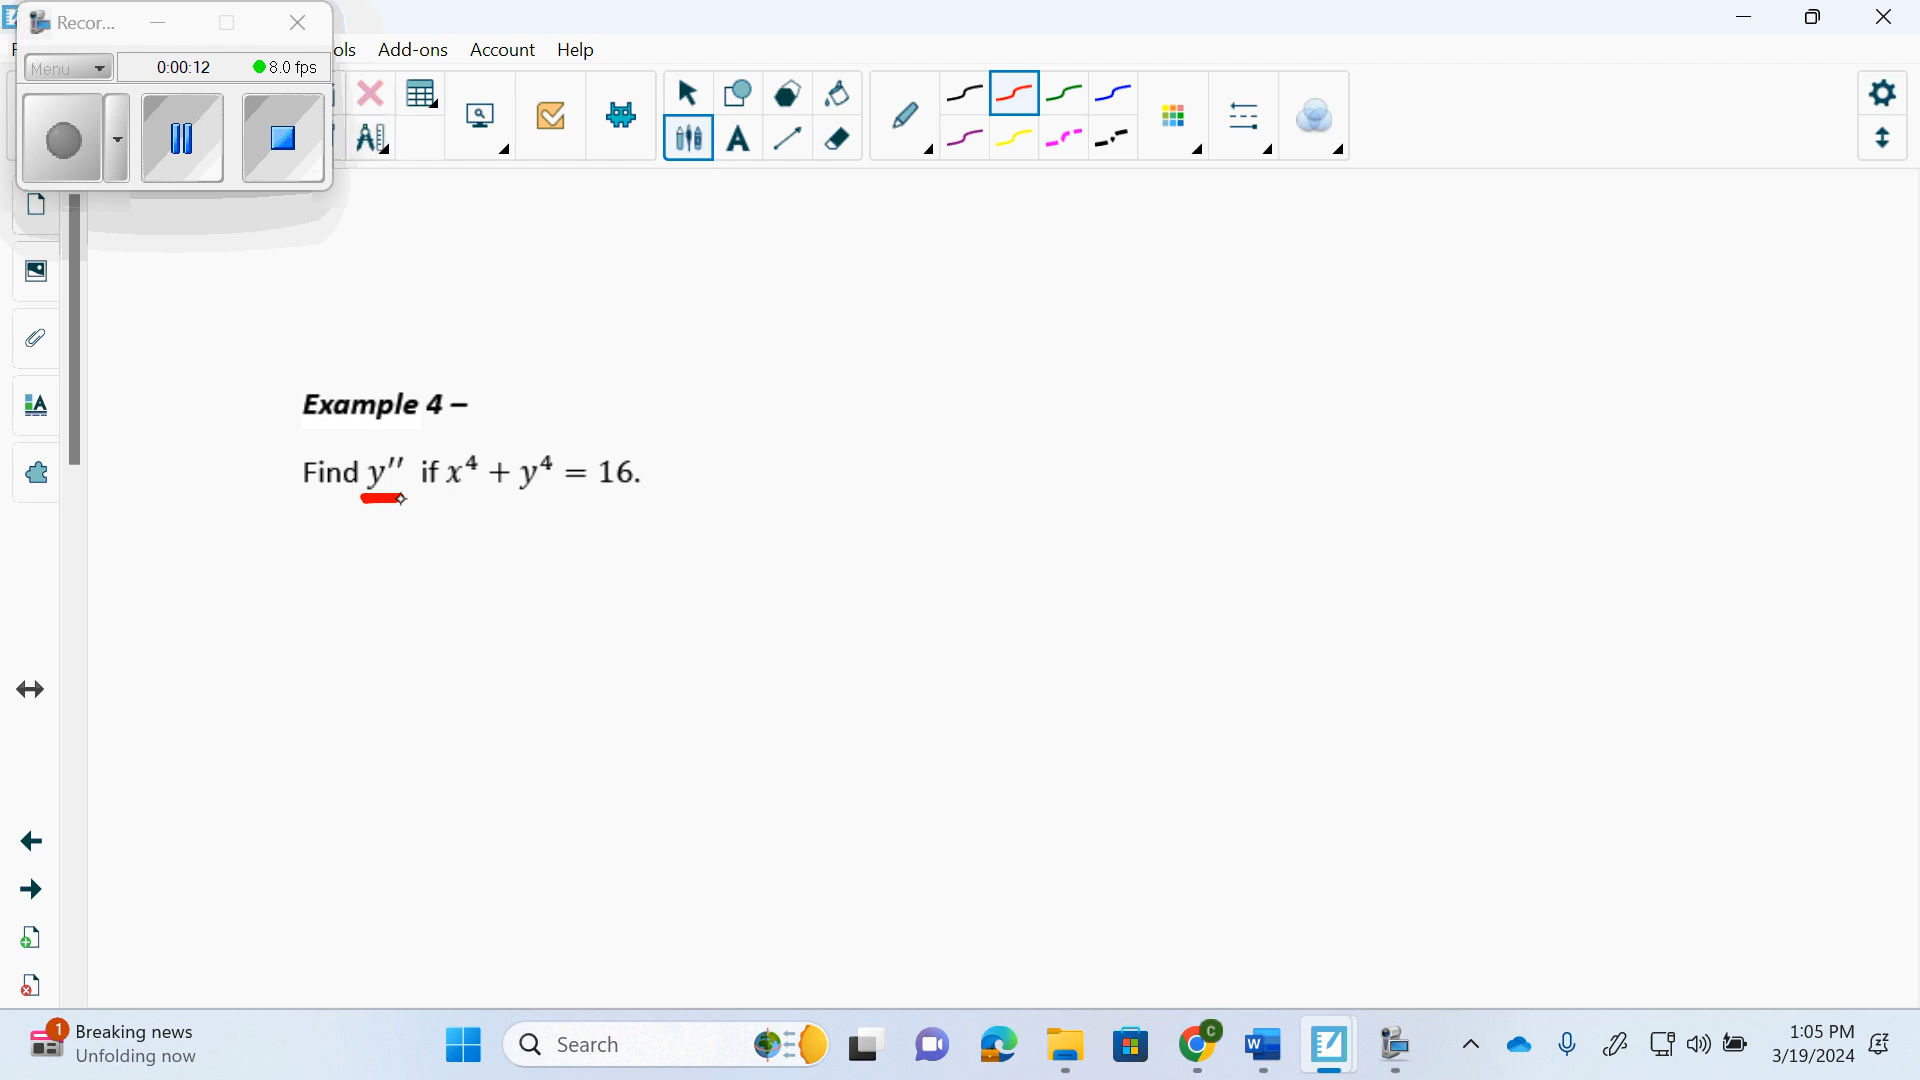 Recor...
Menu
0:00:12
8.0 fps
ols Add-ons Account Help
Example 4 –
Find y′′ if x⁴ + y⁴ = 16.
1
Breaking news
Unfolding now
Search
C
1:05 PM
3/19/2024